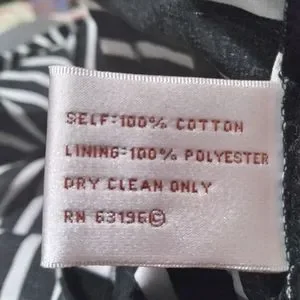 SELF:100% COTTON
LINING:100% POLYESTER
DRY CLEAN ONLY
RN 63196©